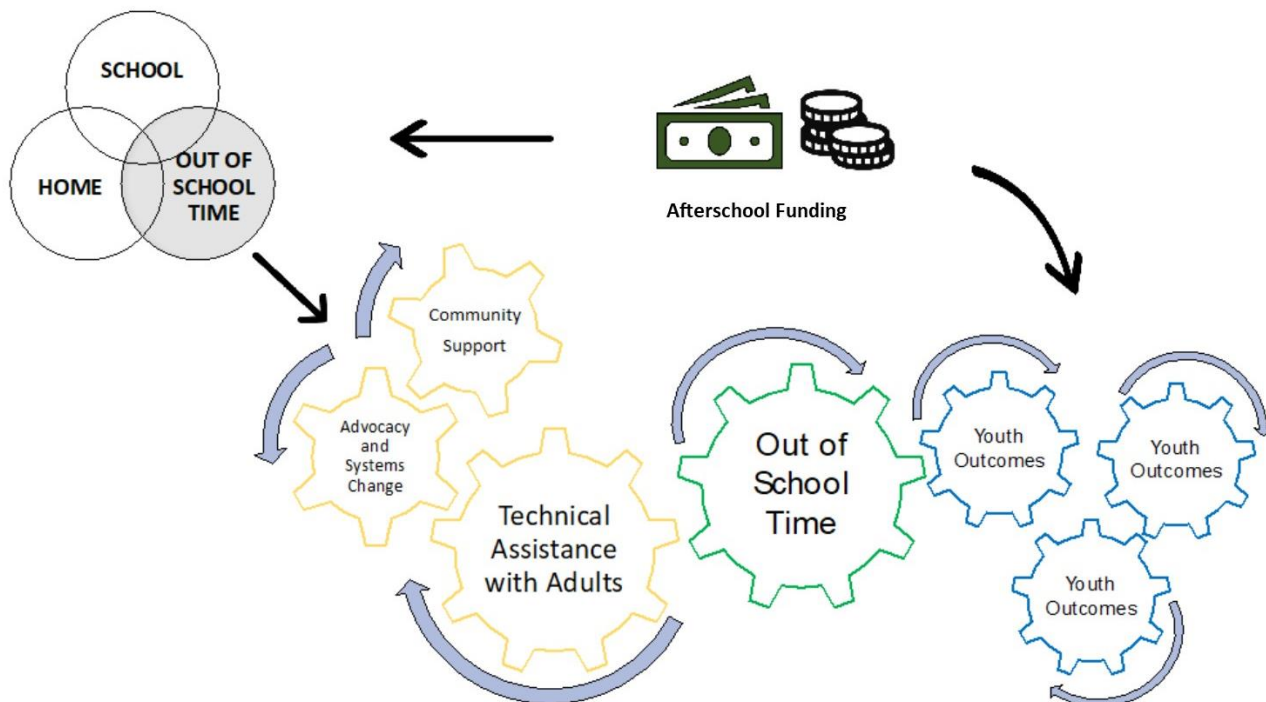 SCHOOL
HOME
OUT OF
SCHOOL
TIME
Afterschool Funding
Community
Support
Advocacy
and
Systems
Change
Technical
Assistance
with Adults
Out of
School
Time
Youth
Outcomes
Youth
Outcomes
Youth
Outcomes